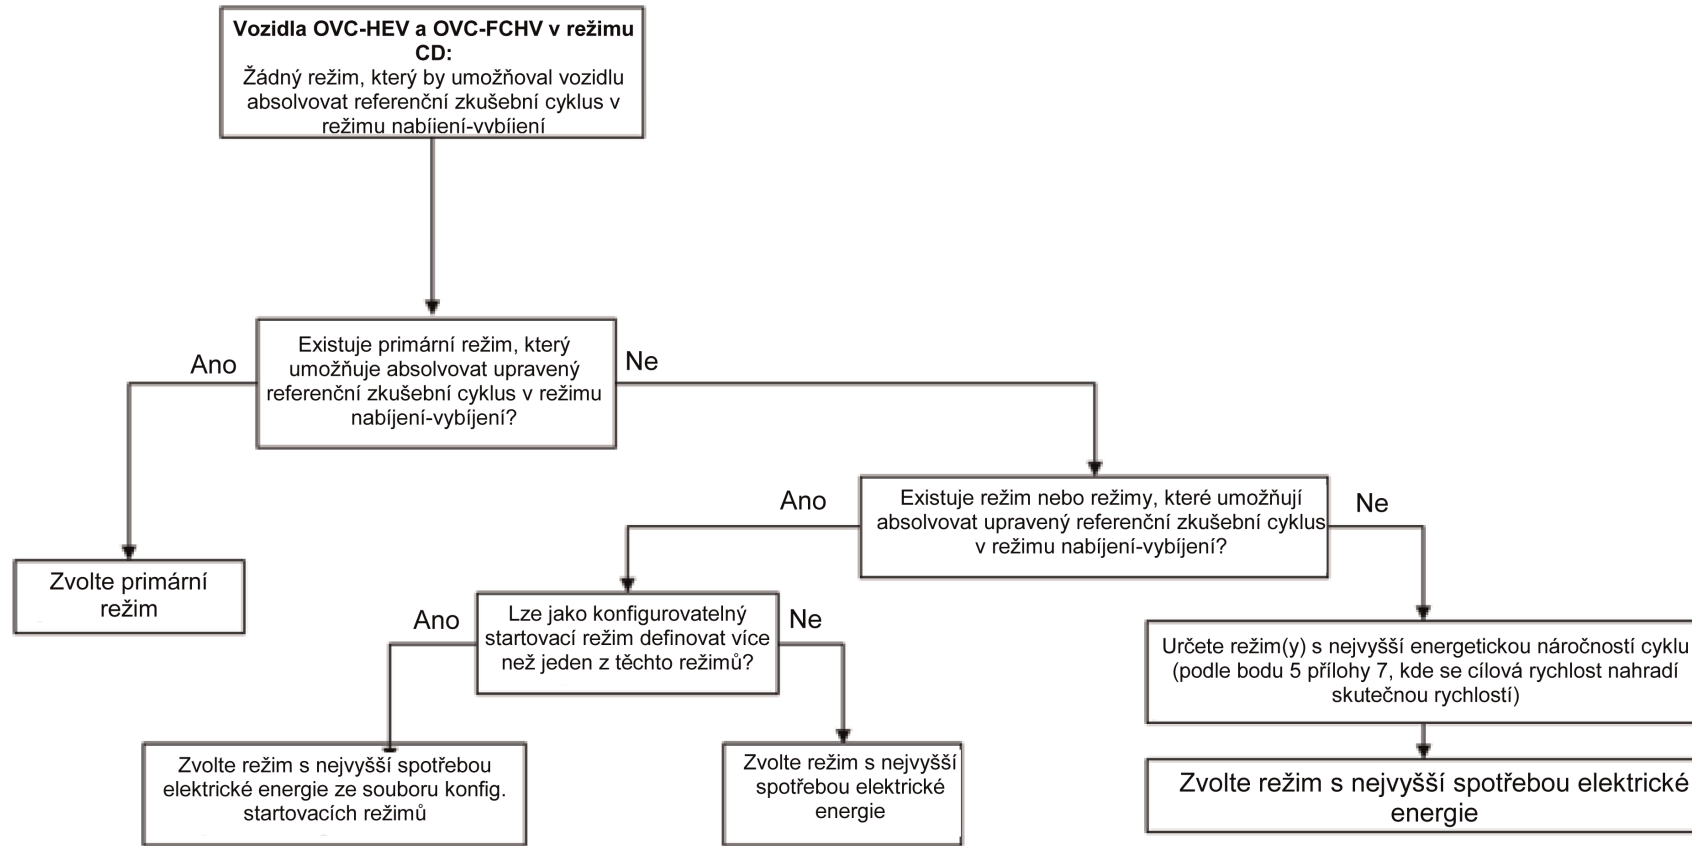 Vozidla OVC-HEV a OVC-FCHV v režimu
CD:
Žádný režim, který by umožňoval vozidlu
absolvovat referenční zkušební cyklus v
režimu nabíjení-vybíjení
Existuje primární režim, který
umožňuje absolvovat upravený
referenční zkušební cyklus v režimu
nabíjení-vybíjení?
Ano
Ne
Zvolte primární
režim
Existuje režim nebo režimy, které umožňují
absolvovat upravený referenční zkušební cyklus
v režimu nabíjení-vybíjení?
Ano
Ne
Lze jako konfigurovatelný
startovací režim definovat více
než jeden z těchto režimů?
Ano
Ne
Určete režim(y) s nejvyšší energetickou náročností cyklu
(podle bodu 5 přílohy 7, kde se cílová rychlost nahradí
skutečnou rychlostí)
Zvolte režim s nejvyšší spotřebou
elektrické energie ze souboru konfig.
startovacích režimů
Zvolte režim s nejvyšší
spotřebou elektrické
energie
Zvolte režim s nejvyšší spotřebou elektrické
energie